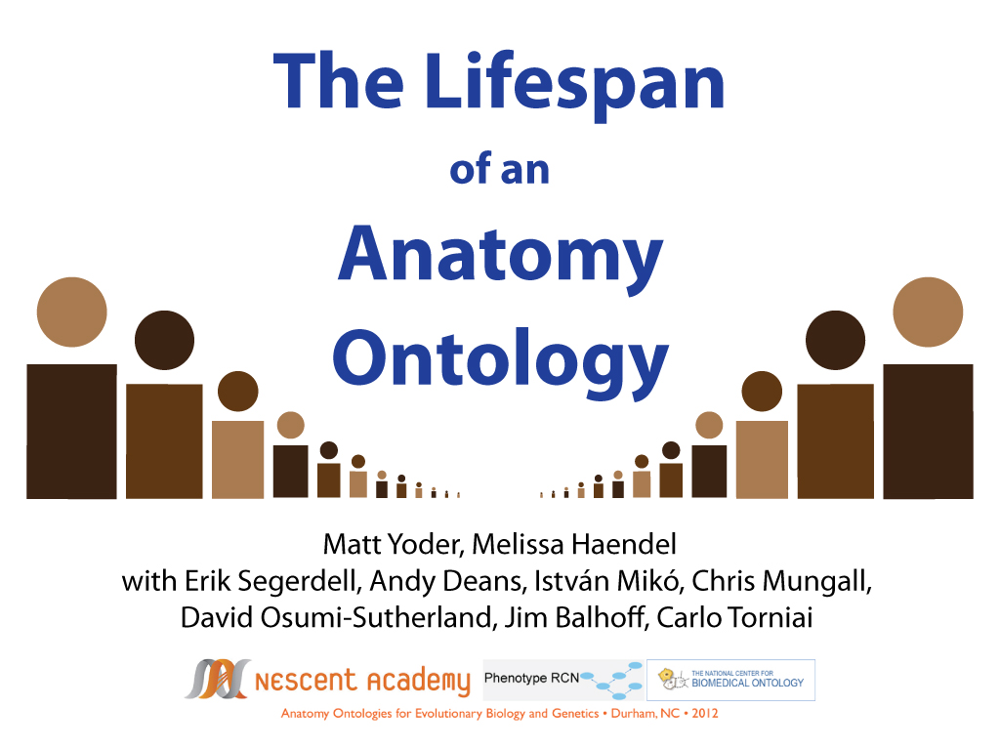 The Lifespan
of an
Anatomy
Ontology
Matt Yoder, Melissa Haendel
with Erik Segerdell, Andy Deans, István Mikó, Chris Mungall,
David Osumi-Sutherland, Jim Balhoff, Carlo Torniai
NESCENT ACADEMY
Phenotype RCN
THE NATIONAL CENTER FOR
BIOMEDICAL ONTOLOGY
Anatomy Ontologies for Evolutionary Biology and Genetics • Durham, NC • 2012